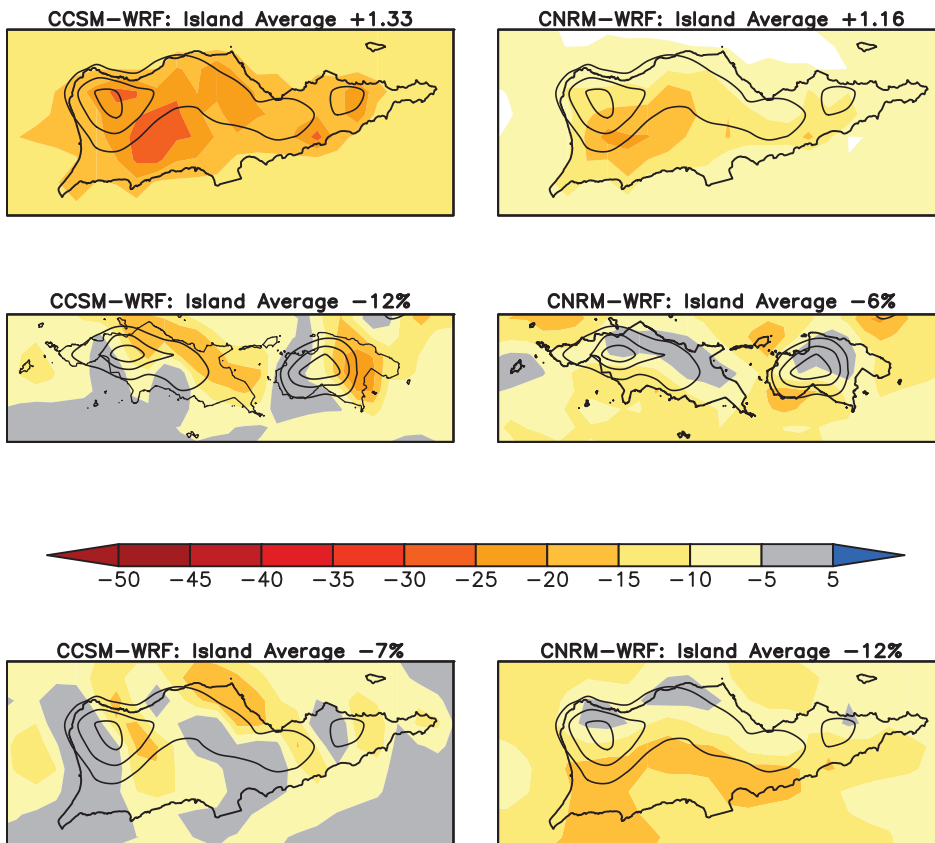 CCSM-WRF: Island Average +1.33
CNRM-WRF: Island Average +1.16
CCSM-WRF: Island Average -12%
CNRM-WRF: Island Average -6%
-50 -45 -40 -35 -30 -25 -20 -15 -10 -5 5
CCSM-WRF: Island Average -7%
CNRM-WRF: Island Average -12%